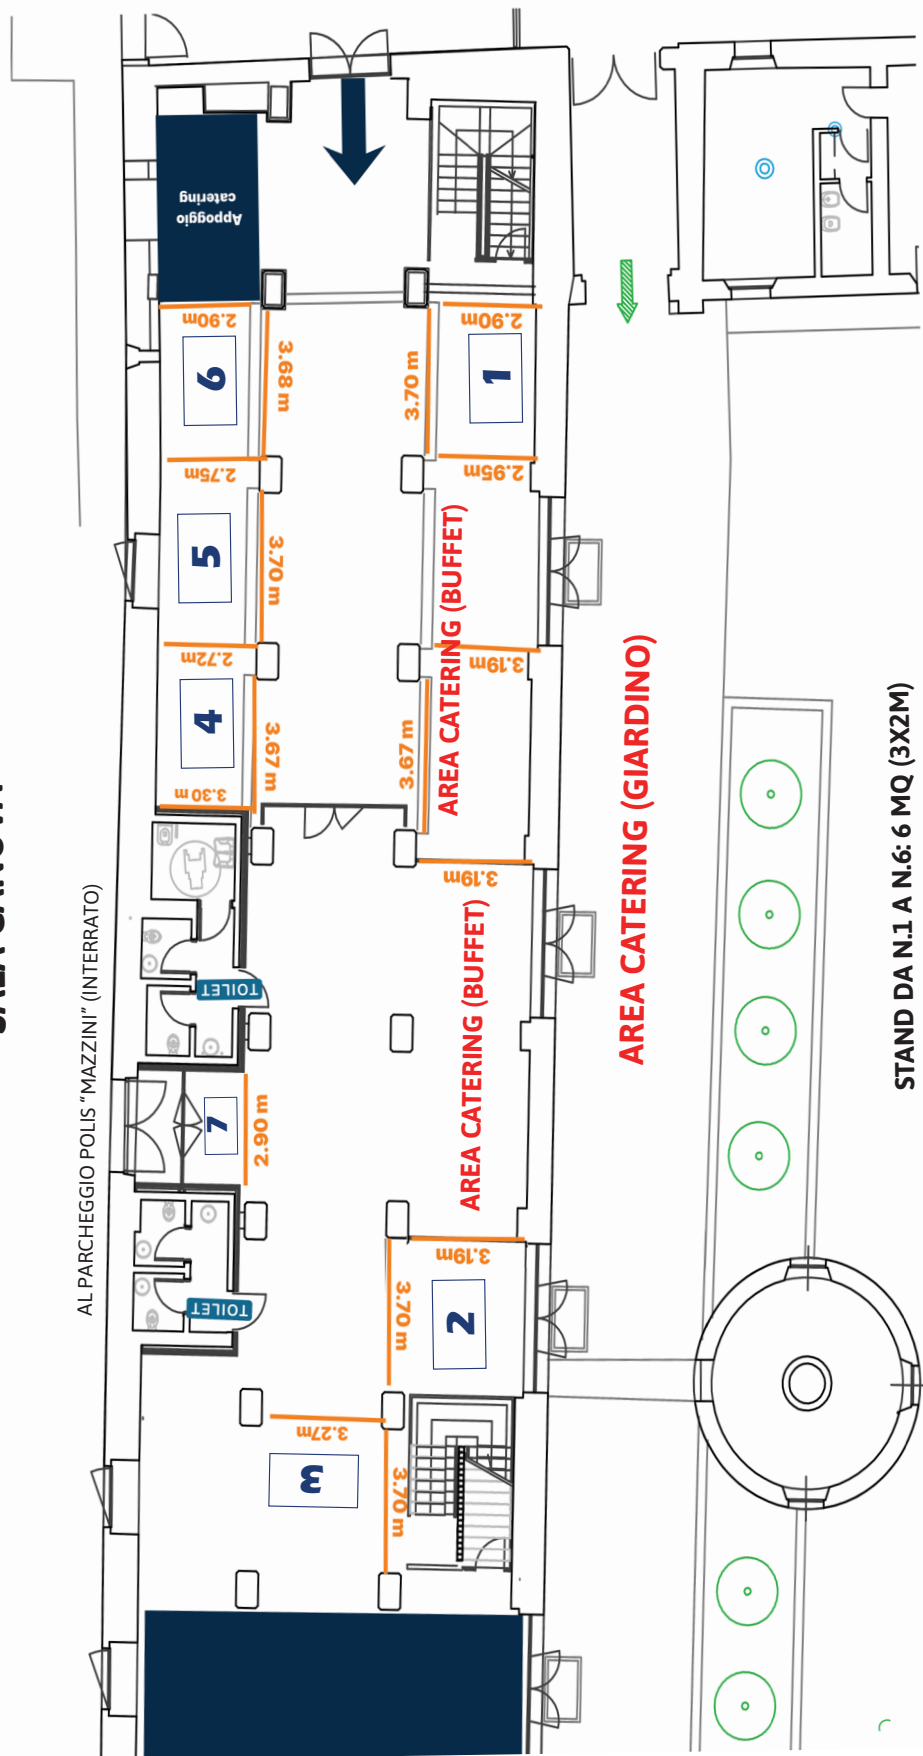 Appoggio
catering
2.90m
2.90m
6
3.68 m
3.70 m
1
2.75m
2.95m
5
3.70 m
AREA CATERING (BUFFET)
2.72m
3.19m
4
3.67 m
3.67 m
AREA CATERING (GIARDINO)
3.30 m
3.19m
TOILET
AREA CATERING (BUFFET)
AL PARCHEGGIO POLIS “MAZZINI” (INTERRATO)
STAND DA N.1 A N.6: 6 MQ (3X2M)
7
2.90 m
3.19m
TOILET
3.70 m
2
3.27m
3
3.70 m